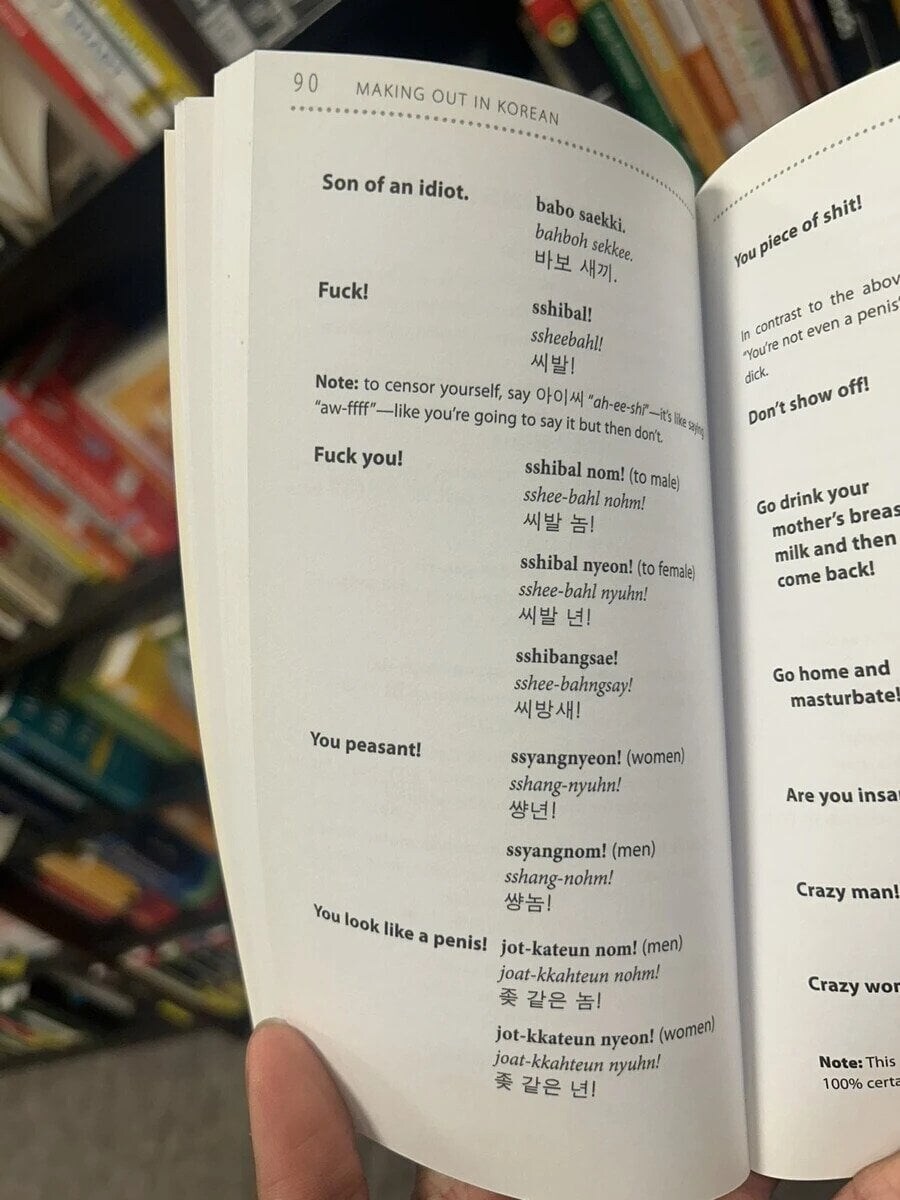 90 MAKING OUT IN KOREAN
Son of an idiot.
babo saekki.
bahboh sekkee.
바보 새끼.
Fuck!
sshibal!
ssheebahl!
씨발!
Note: to censor yourself, say 아이씨 “ah-ee-shi”—it’s like saying
“aw-ffff”—like you’re going to say it but then don’t.
Fuck you!
sshibal nom! (to male)
sshee-bahl nohm!
씨발 놈!
sshibal nyeon! (to female)
sshee-bahl nyuhn!
씨발 년!
sshibangsae!
sshee-bahngsay!
씨방새!
You peasant!
ssyangnyeon! (women)
sshang-nyuhn!
썅년!
ssyangnom! (men)
sshang-nohm!
썅놈!
You look like a penis!
jot-kateun nom! (men)
joat-kkahteun nohm!
좆 같은 놈!
jot-kkateun nyeon! (women)
joat-kkahteun nyuhn!
좆 같은 년!
You piece of shit!
In contrast to the abov
“You’re not even a penis”
dick.
Don’t show off!
Go drink your
mother’s breas
milk and then
come back!
Go home and
masturbate!
Are you insa
Crazy man!
Crazy wor
Note: This
100% certa